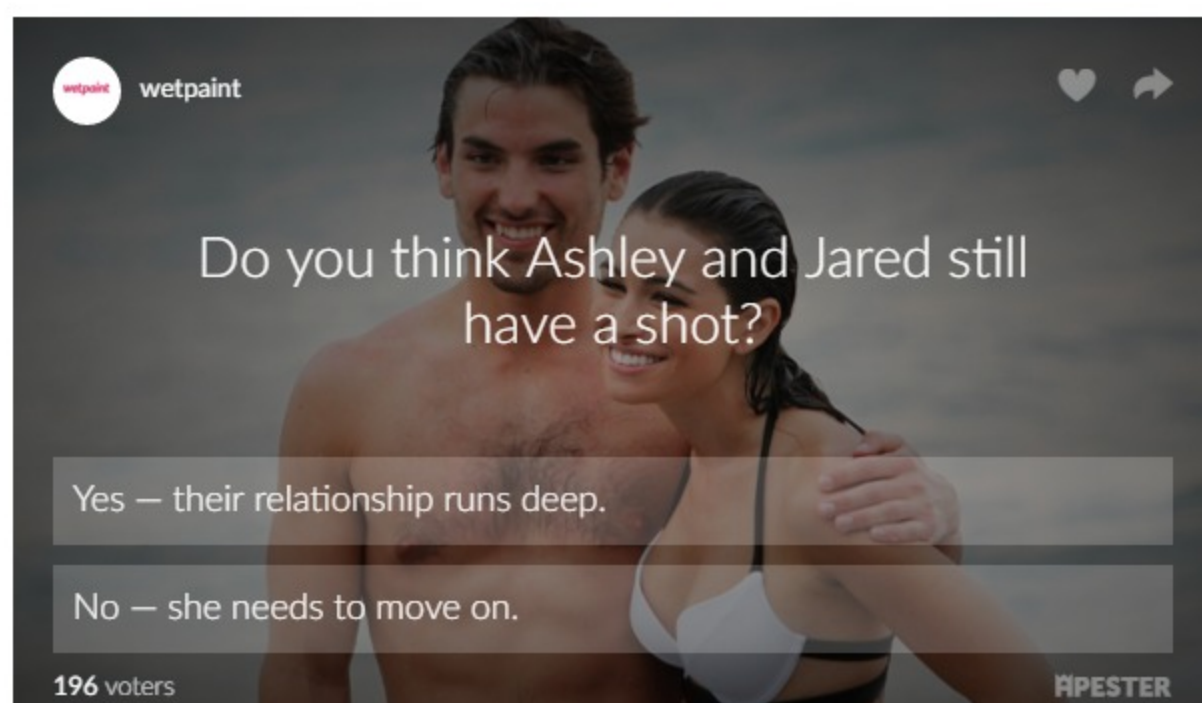 wetpaint
wetpaint
Do you think Ashley and Jared still
have a shot?
Yes — their relationship runs deep.
No — she needs to move on.
196 voters
APESTER